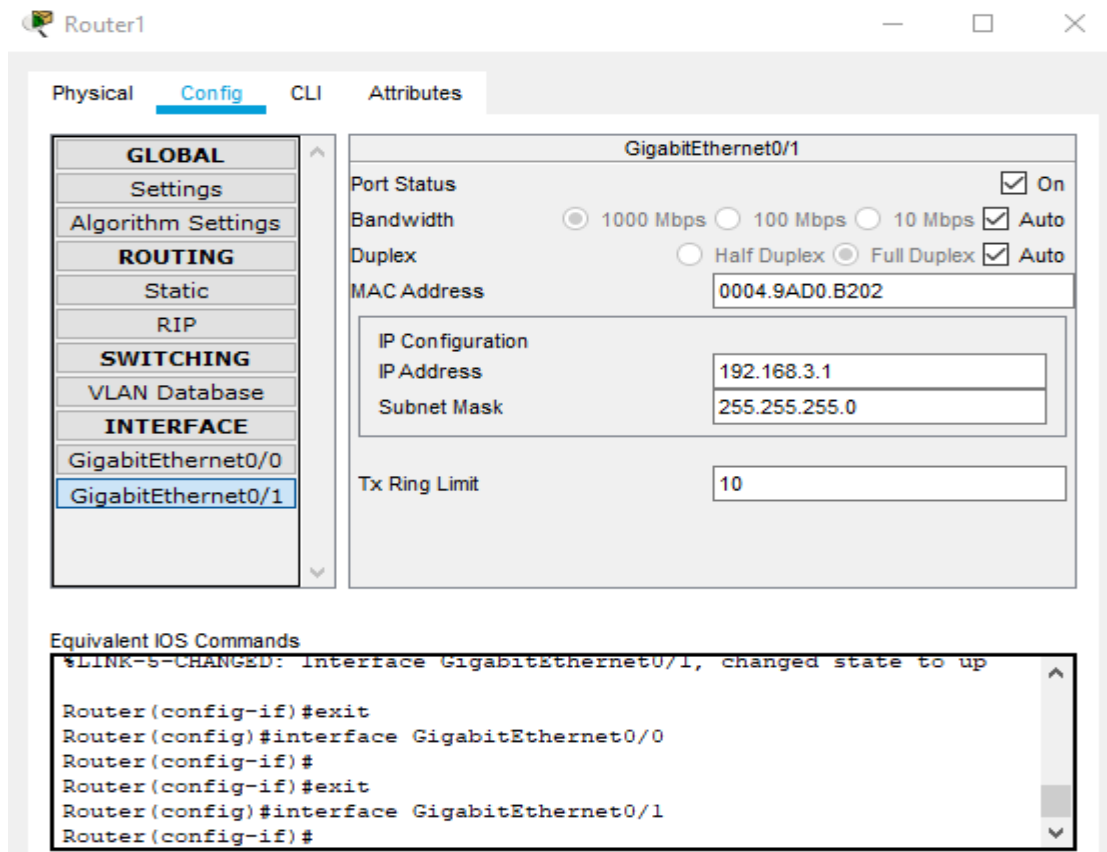 Router1
Physical Config CLI Attributes
GLOBAL
Settings
Algorithm Settings
ROUTING
Static
RIP
SWITCHING
VLAN Database
INTERFACE
GigabitEthernet0/0
GigabitEthernet0/1
GigabitEthernet0/1
Port Status On
Bandwidth 1000 Mbps 100 Mbps 10 Mbps Auto
Duplex Half Duplex Full Duplex Auto
MAC Address 0004.9AD0.B202
IP Configuration
IP Address 192.168.3.1
Subnet Mask 255.255.255.0
Tx Ring Limit 10
Equivalent IOS Commands
%LINK-5-CHANGED: Interface GigabitEthernet0/1, changed state to up
Router(config-if)#exit
Router(config)#interface GigabitEthernet0/0
Router(config-if)#
Router(config-if)#exit
Router(config)#interface GigabitEthernet0/1
Router(config-if)#